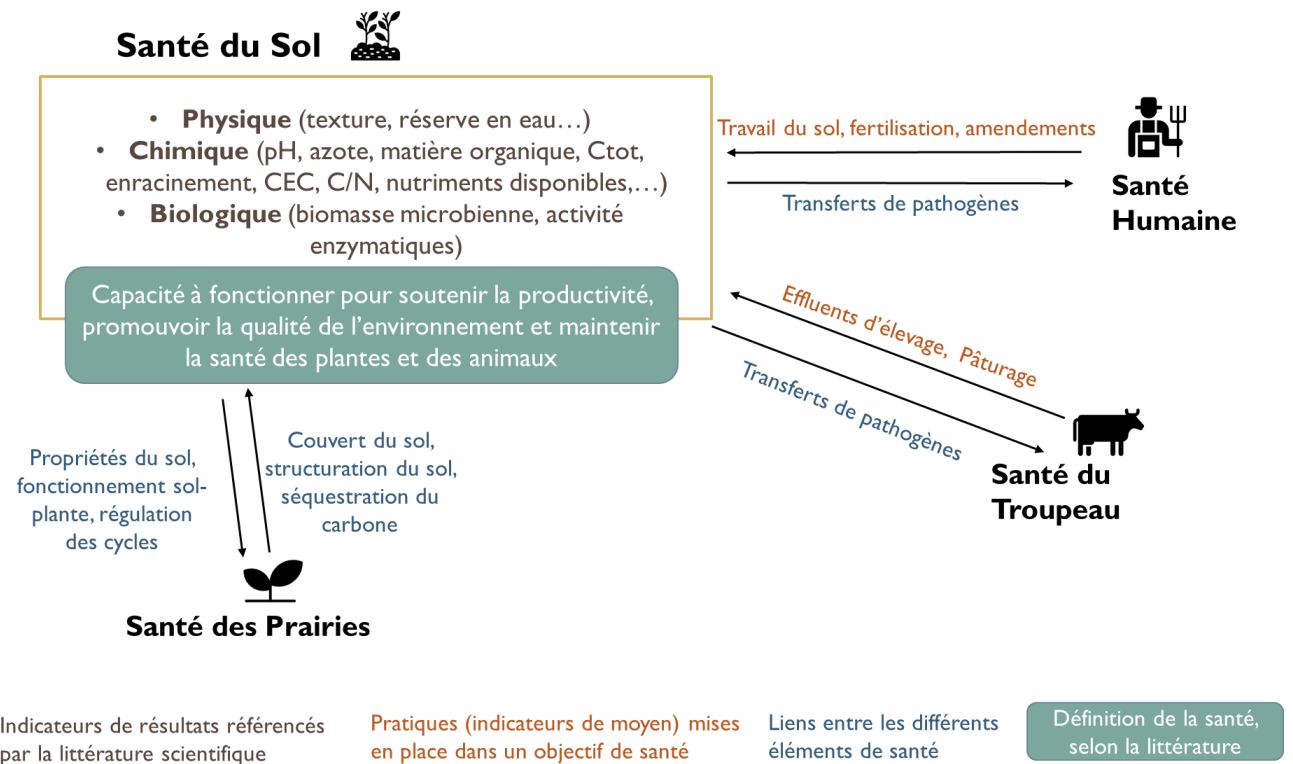 Santé du Sol
• Physique (texture, réserve en eau…)
• Chimique (pH, azote, matière organique, Ctot,
enracinement, CEC, C/N, nutriments disponibles,…)
• Biologique (biomasse microbienne, activité
enzymatiques)
Capacité à fonctionner pour soutenir la productivité,
promouvoir la qualité de l’environnement et maintenir
la santé des plantes et des animaux
Travail du sol, fertilisation, amendements
Transferts de pathogènes
Santé
Humaine
Effluents d’élevage, Pâturage
Transferts de pathogènes
Santé du
Troupeau
Propriétés du sol,
fonctionnement sol-
plante, régulation
des cycles
Couvert du sol,
structuration du sol,
séquestration du
carbone
Santé des Prairies
Indicateurs de résultats référencés
par la littérature scientifique
Pratiques (indicateurs de moyen) mises
en place dans un objectif de santé
Liens entre les différents
éléments de santé
Définition de la santé,
selon la littérature